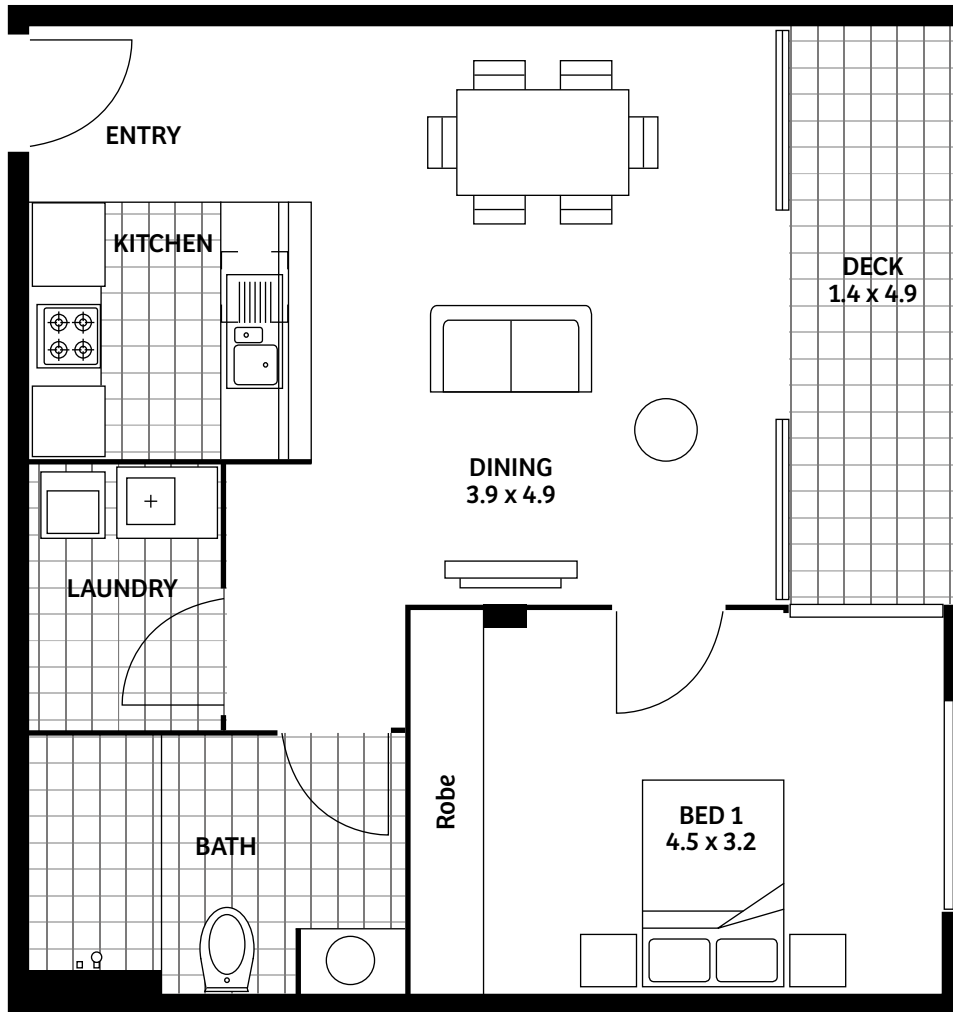 ENTRY
KITCHEN
DECK
1.4 x 4.9
DINING
3.9 x 4.9
LAUNDRY
Robe
BED 1
4.5 x 3.2
BATH